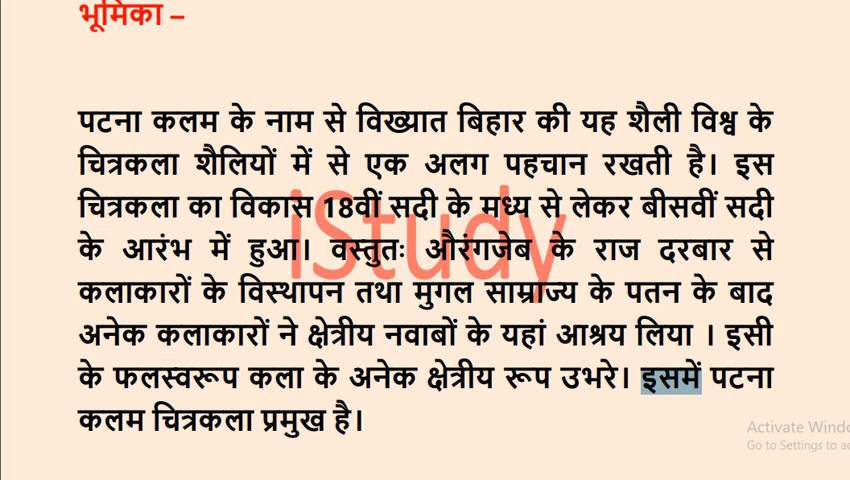 भूमिका –
पटना कलम के नाम से विख्यात बिहार की यह शैली विश्व के
चित्रकला शैलियों में से एक अलग पहचान रखती है। इस
चित्रकला का विकास 18वीं सदी के मध्य से लेकर बीसवीं सदी
के आरंभ में हुआ। वस्तुतः औरंगजेब के राज दरबार से
कलाकारों के विस्थापन तथा मुगल साम्राज्य के पतन के बाद
अनेक कलाकारों ने क्षेत्रीय नवाबों के यहां आश्रय लिया । इसी
के फलस्वरूप कला के अनेक क्षेत्रीय रूप उभरे। इसमें पटना
कलम चित्रकला प्रमुख है।
iStudy
Activate Windo
Go to Settings to a